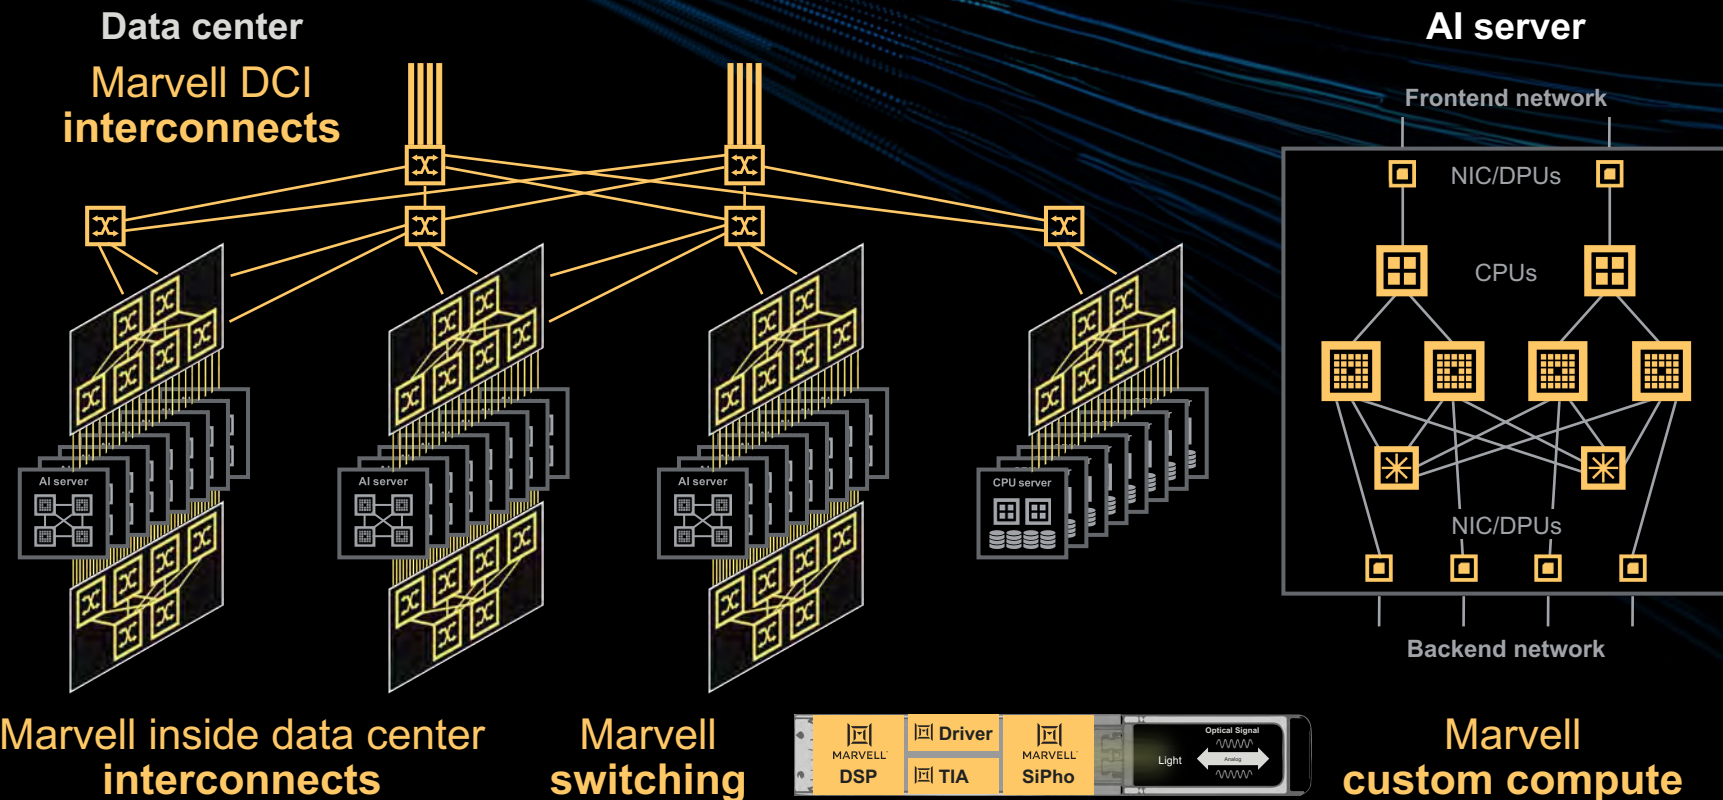 Data center
Marvell DCI
interconnects
AI server
Frontend network
NIC/DPUs
CPUs
NIC/DPUs
Backend network
AI server
AI server
AI server
CPU server
Marvell inside data center
interconnects
Marvell
switching
MARVELL
DSP
Driver
TIA
MARVELL
SiPho
Light
Optical Signal
Analog
Marvell
custom compute